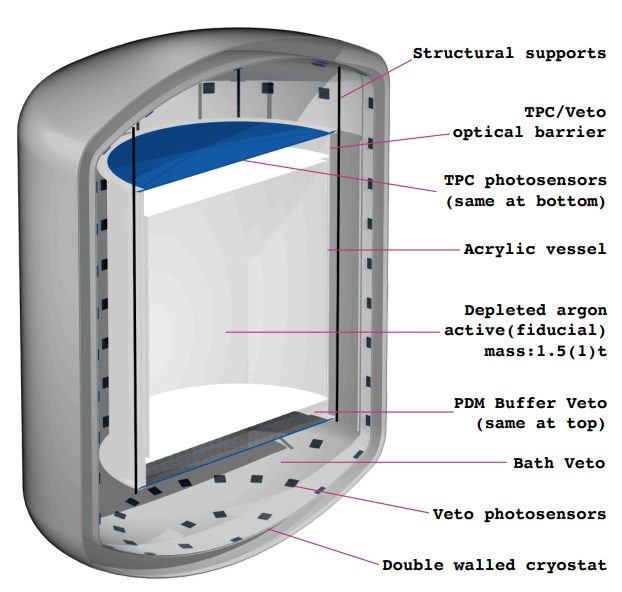 Structural supports
TPC/Veto
optical barrier
TPC photosensors
(same at bottom)
Acrylic vessel
Depleted argon
active(fiducial)
mass:1.5(1)t
PDM Buffer Veto
(same at top)
Bath Veto
Veto photosensors
Double walled cryostat